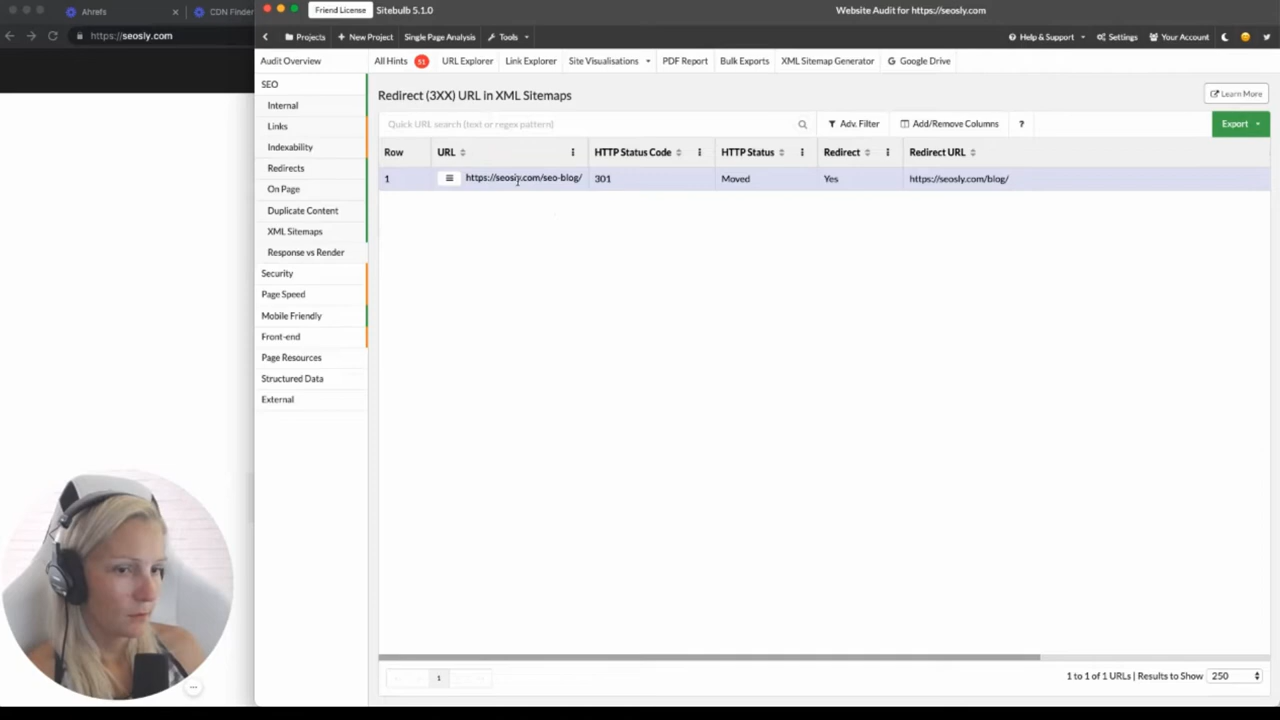 Ahrefs
CDN Finder
https://seosly.com
Friend License
Sitebulb 5.1.0
Website Audit for https://seosly.com
Projects
New Project
Single Page Analysis
Tools
Help & Support
Settings
Your Account
Audit Overview
All Hints 51
URL Explorer
Link Explorer
Site Visualisations
PDF Report
Bulk Exports
XML Sitemap Generator
Google Drive
SEO
Internal
Links
Indexability
Redirects
On Page
Duplicate Content
XML Sitemaps
Response vs Render
Security
Page Speed
Mobile Friendly
Front-end
Page Resources
Structured Data
External
Redirect (3XX) URL in XML Sitemaps
Learn More
Quick URL search (text or regex pattern)
Adv. Filter
Add/Remove Columns
?
Export
Row URL HTTP Status Code HTTP Status Redirect Redirect URL
1 https://seosly.com/seo-blog/ 301 Moved Yes https://seosly.com/blog/
1
1 to 1 of 1 URLs | Results to Show 250